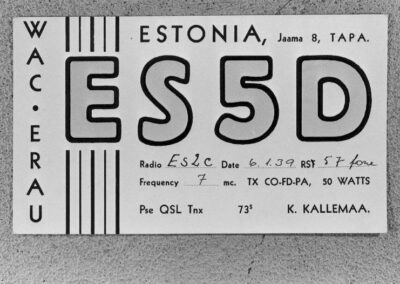 WAC·ERAU
ESTONIA, Jaama 8, TAPA.
ES5D
Radio ES2C Date 6.1.39 RST 57 fone
Frequency 7 mc. TX CO-FD-PA, 50 WATTS
Pse QSL Tnx 73s K. KALLEMAA.